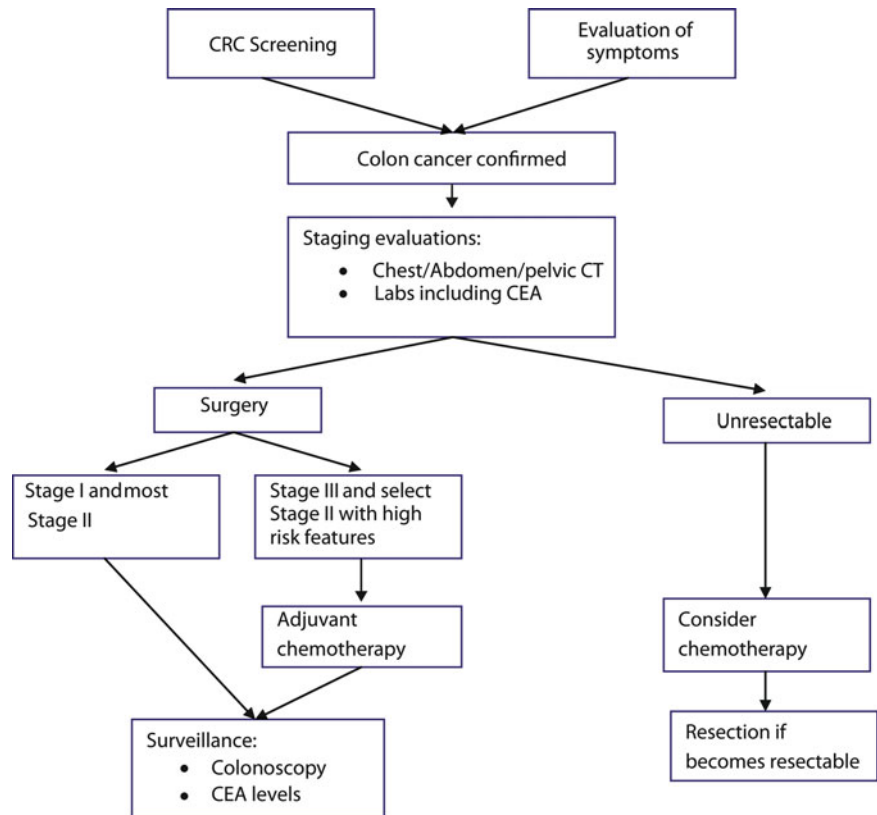 CRC Screening
Evaluation of
symptoms
Colon cancer confirmed
Staging evaluations:
• Chest/Abdomen/pelvic CT
• Labs including CEA
Surgery
Unresectable
Stage I andmost
Stage II
Stage III and select
Stage II with high
risk features
Adjuvant
chemotherapy
Consider
chemotherapy
Surveillance:
• Colonoscopy
• CEA levels
Resection if
becomes resectable